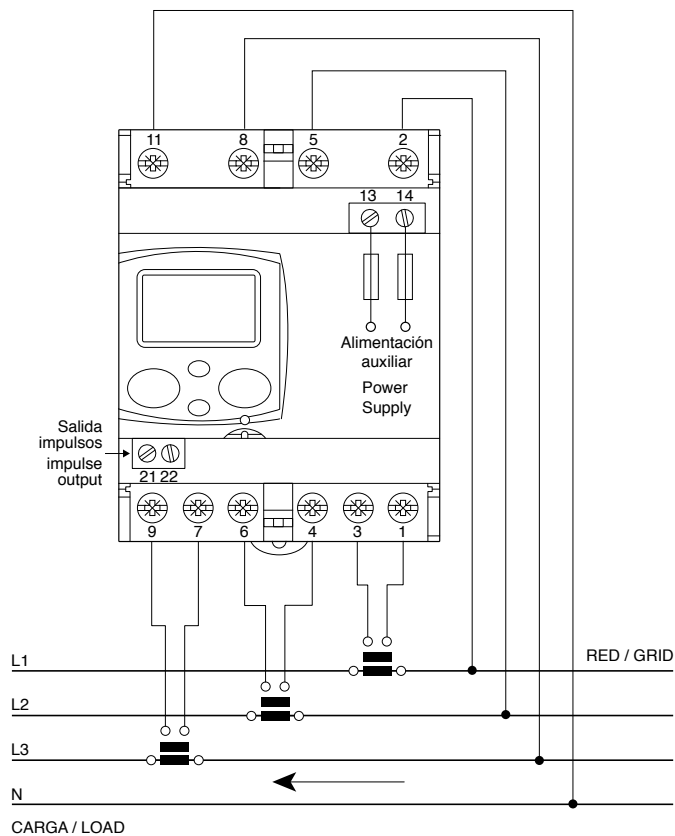 11 8 5 2
13 14
Alimentación
auxiliar
Power
Supply
Salida
impulsos
impulse
output
21 22
9 7 6 4 3 1
L1 RED / GRID
L2
L3
N
CARGA / LOAD